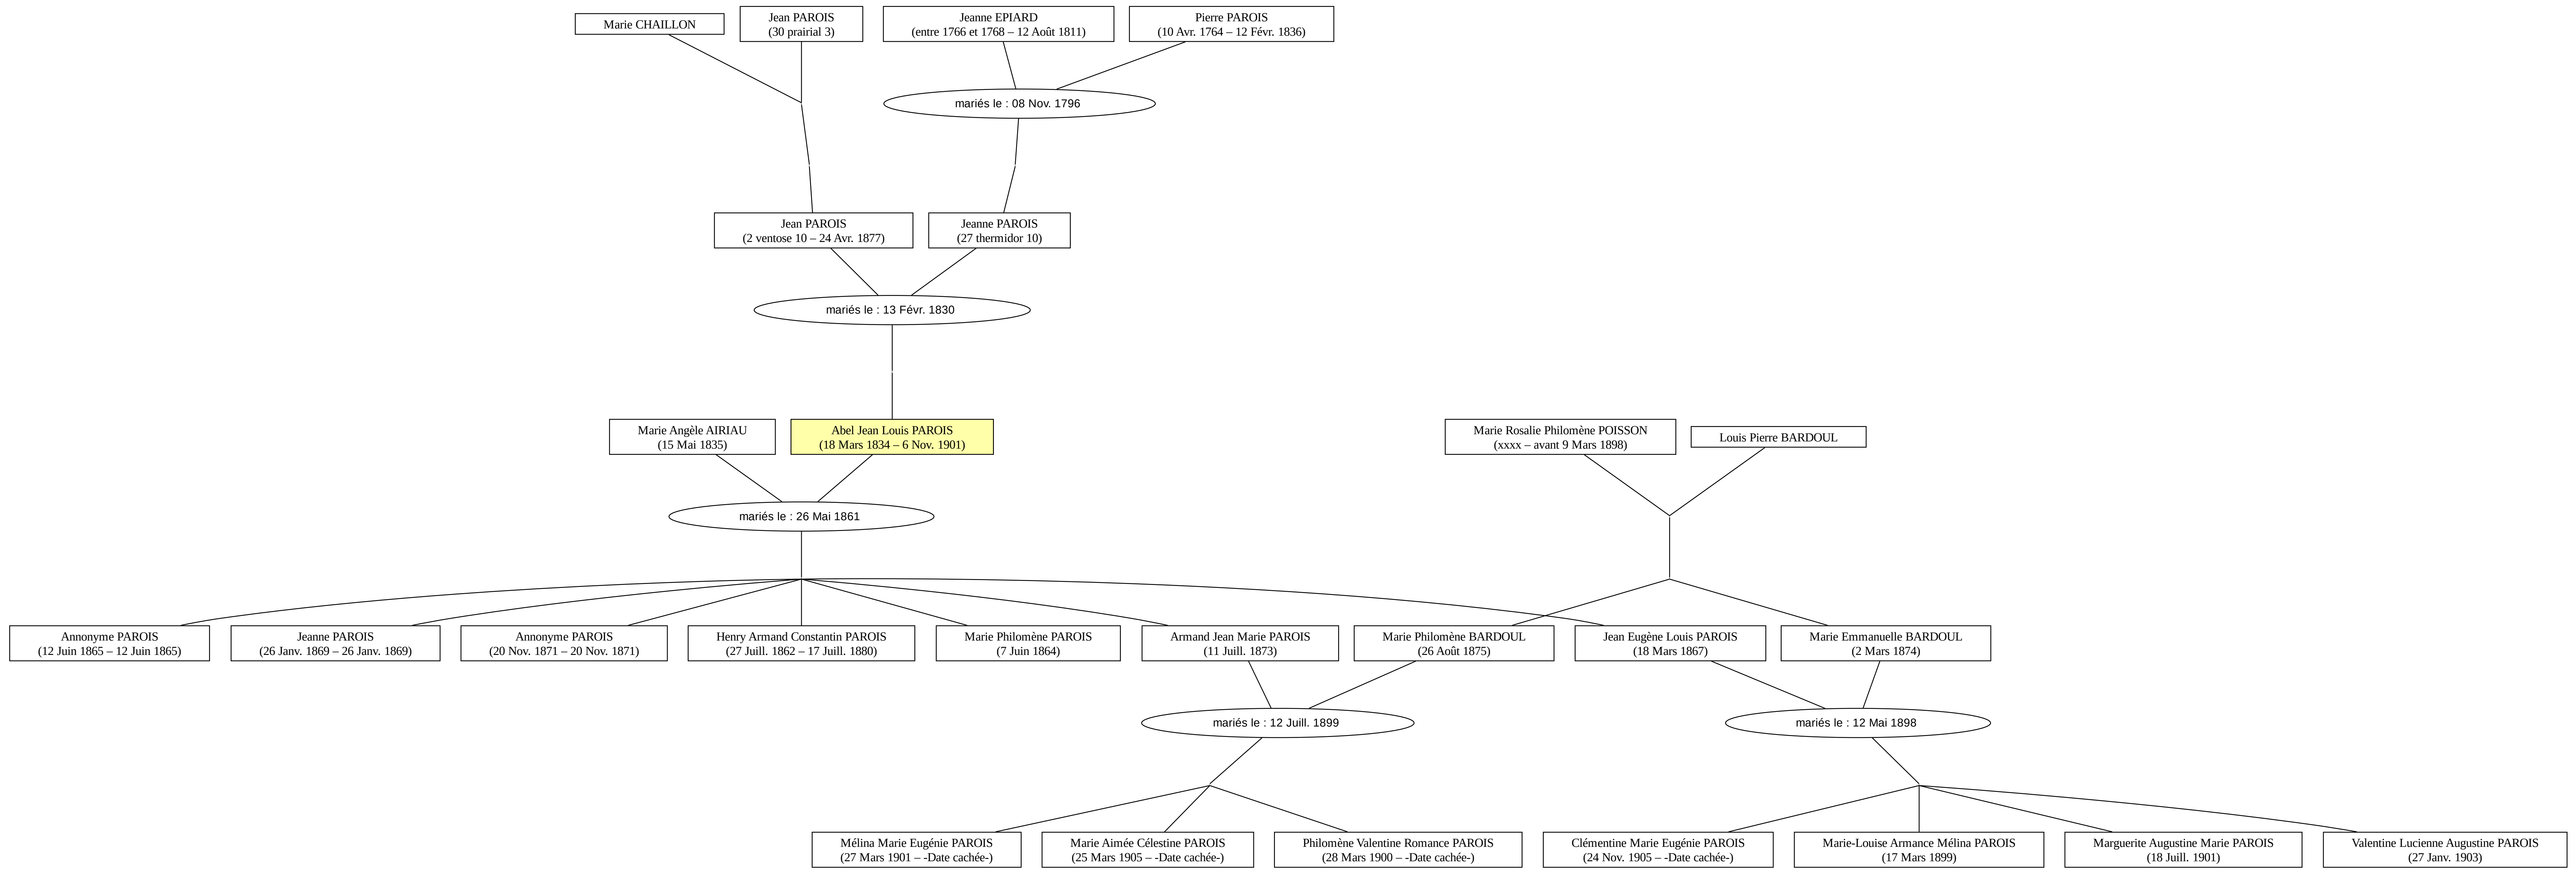 Marie CHAILLON
Jean PAROIS
(30 prairial 3)
Jeanne EPIARD
(entre 1766 et 1768 – 12 Août 1811)
Pierre PAROIS
(10 Avr. 1764 – 12 Févr. 1836)
mariés le : 08 Nov. 1796
Jean PAROIS
(2 ventose 10 – 24 Avr. 1877)
Jeanne PAROIS
(27 thermidor 10)
mariés le : 13 Févr. 1830
Marie Angèle AIRIAU
(15 Mai 1835)
Abel Jean Louis PAROIS
(18 Mars 1834 – 6 Nov. 1901)
Marie Rosalie Philomène POISSON
(xxxx – avant 9 Mars 1898)
Louis Pierre BARDOUL
mariés le : 26 Mai 1861
Annonyme PAROIS
(12 Juin 1865 – 12 Juin 1865)
Jeanne PAROIS
(26 Janv. 1869 – 26 Janv. 1869)
Annonyme PAROIS
(20 Nov. 1871 – 20 Nov. 1871)
Henry Armand Constantin PAROIS
(27 Juill. 1862 – 17 Juill. 1880)
Marie Philomène PAROIS
(7 Juin 1864)
Armand Jean Marie PAROIS
(11 Juill. 1873)
Marie Philomène BARDOUL
(26 Août 1875)
Jean Eugène Louis PAROIS
(18 Mars 1867)
Marie Emmanuelle BARDOUL
(2 Mars 1874)
mariés le : 12 Juill. 1899
mariés le : 12 Mai 1898
Mélina Marie Eugénie PAROIS
(27 Mars 1901 – -Date cachée-)
Marie Aimée Célestine PAROIS
(25 Mars 1905 – -Date cachée-)
Philomène Valentine Romance PAROIS
(28 Mars 1900 – -Date cachée-)
Clémentine Marie Eugénie PAROIS
(24 Nov. 1905 – -Date cachée-)
Marie-Louise Armance Mélina PAROIS
(17 Mars 1899)
Marguerite Augustine Marie PAROIS
(18 Juill. 1901)
Valentine Lucienne Augustine PAROIS
(27 Janv. 1903)